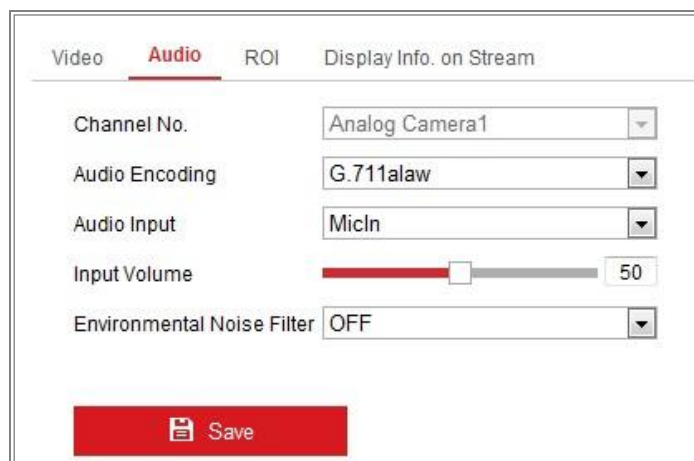 Video Audio ROI Display Info. on Stream
Channel No. Analog Camera1
Audio Encoding G.711alaw
Audio Input MicIn
Input Volume 50
Environmental Noise Filter OFF
Save